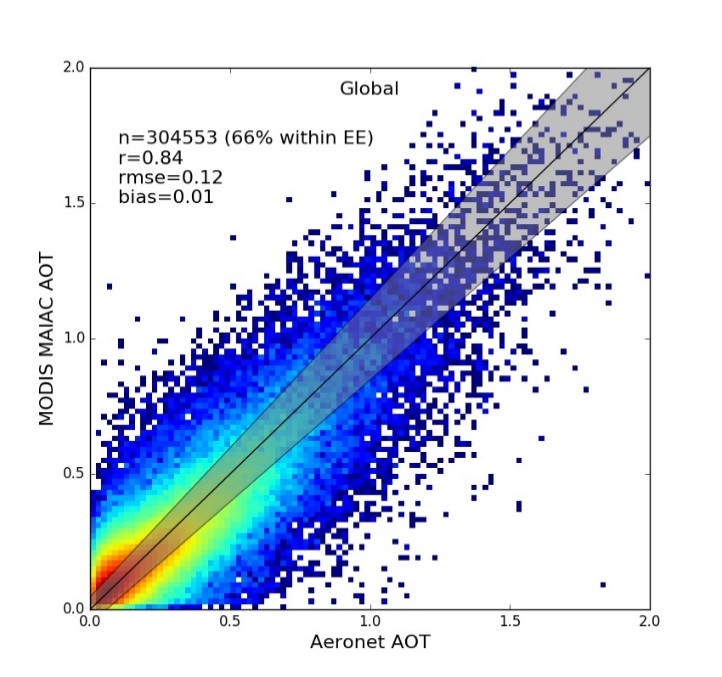 Global
n=304553 (66% within EE)
r=0.84
rmse=0.12
bias=0.01
MODIS MAIAC AOT
2.0
1.5
1.0
0.5
0.0
0.0 0.5 1.0 1.5 2.0
Aeronet AOT